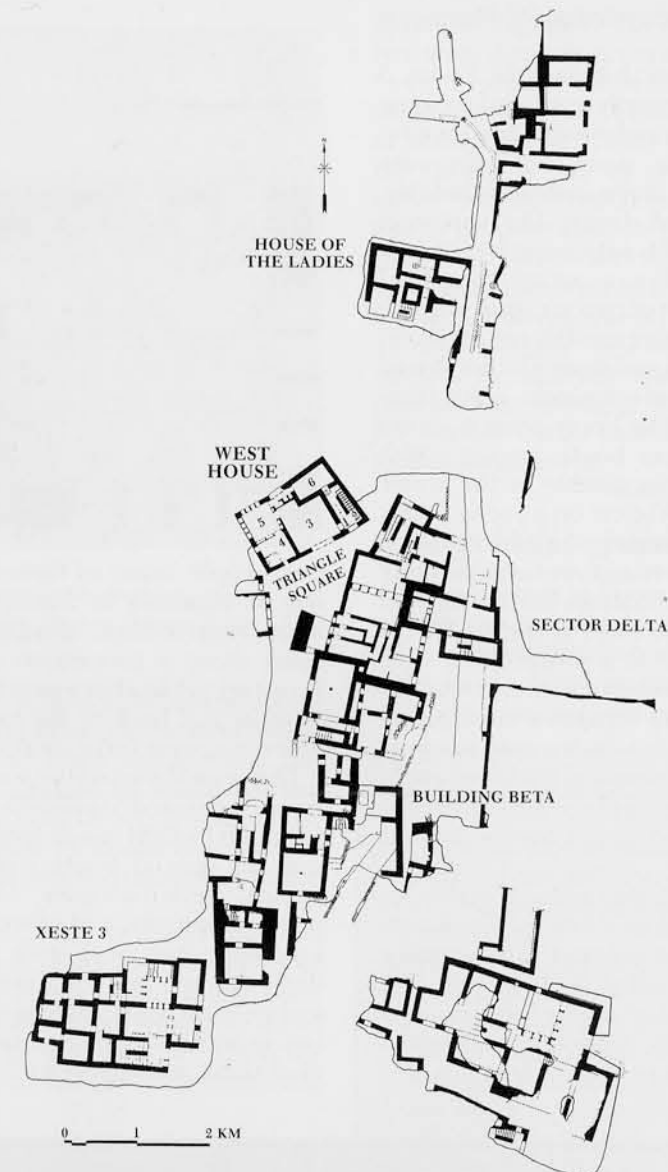 N
HOUSE OF
THE LADIES
WEST
HOUSE
6
5
3
4
TRIANGLE
SQUARE
SECTOR DELTA
BUILDING BETA
XESTE 3
0 1 2 KM